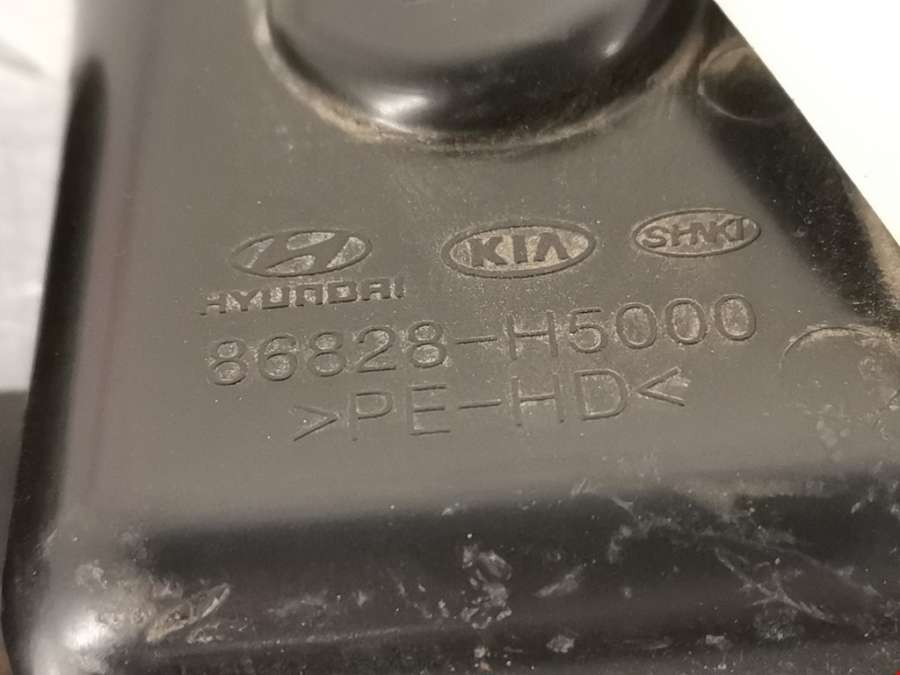 HYUNDAI KIA SHNKI
86828-H5000
>PE-HD<